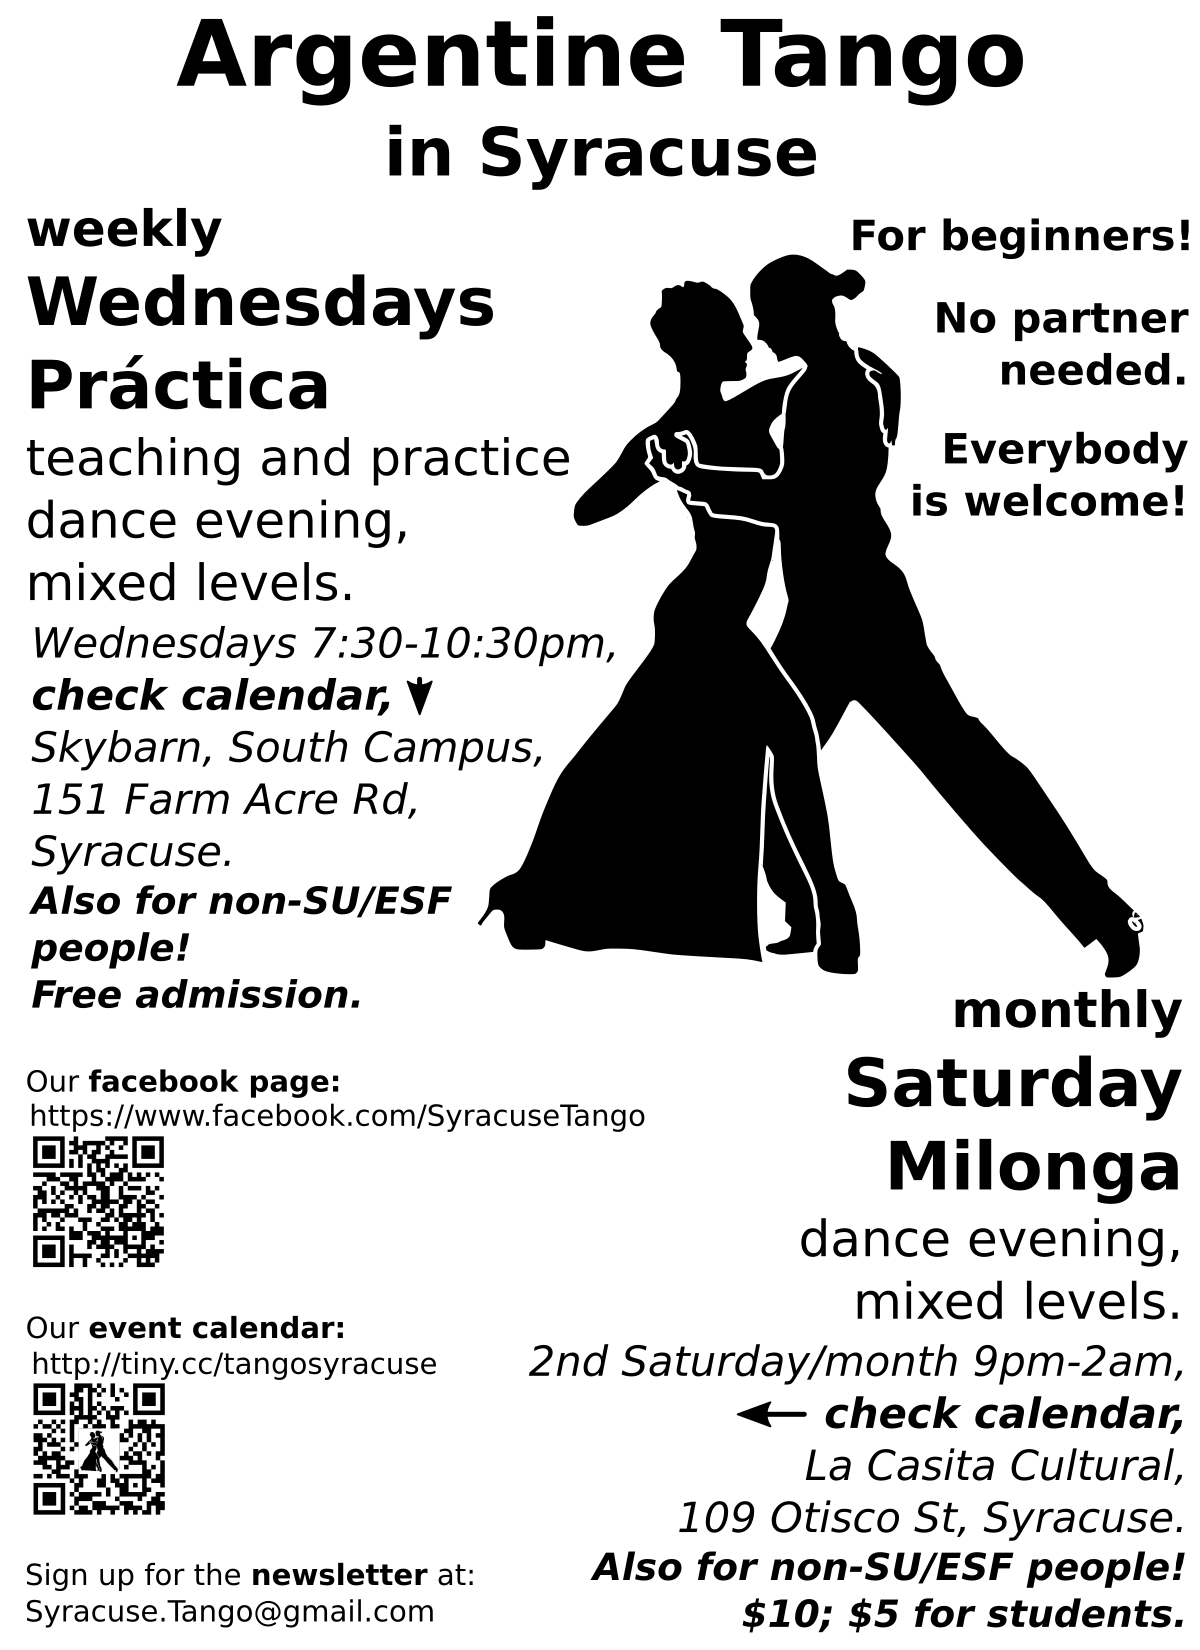 Argentine Tango
in Syracuse
weekly
Wednesdays
Práctica
teaching and practice
dance evening,
mixed levels.
Wednesdays 7:30-10:30pm,
check calendar,
Skybarn, South Campus,
151 Farm Acre Rd,
Syracuse.
Also for non-SU/ESF
people!
Free admission.
For beginners!
No partner
needed.
Everybody
is welcome!
Our facebook page:
https://www.facebook.com/SyracuseTango
Our event calendar:
http://tiny.cc/tangosyracuse
Sign up for the newsletter at:
Syracuse.Tango@gmail.com
monthly
Saturday
Milonga
dance evening,
mixed levels.
2nd Saturday/month 9pm-2am,
check calendar,
La Casita Cultural,
109 Otisco St, Syracuse.
Also for non-SU/ESF people!
$10; $5 for students.